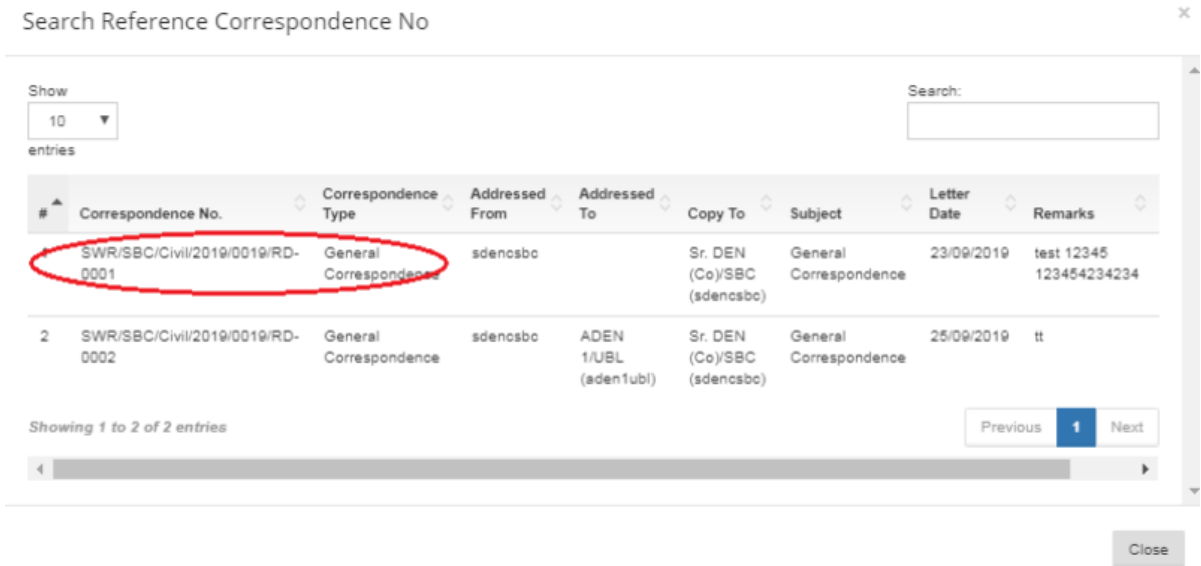 Search Reference Correspondence No
×
Show
Search:
10
entries
Correspondence Addressed Addressed Letter
# Correspondence No. Type From To Copy To Subject Date Remarks
1 SWR/SBC/Civil/2019/0019/RD- General sdencsbc Sr. DEN General 23/09/2019 test 12345
0001 Correspondence (Co)/SBC Correspondence 123454234234
(sdencsbc)
2 SWR/SBC/Civil/2019/0019/RD- General sdencsbc ADEN Sr. DEN General 25/09/2019 tt
0002 Correspondence 1/UBL (Co)/SBC Correspondence
(aden1ubl) (sdencsbc)
Showing 1 to 2 of 2 entries Previous 1 Next
Close